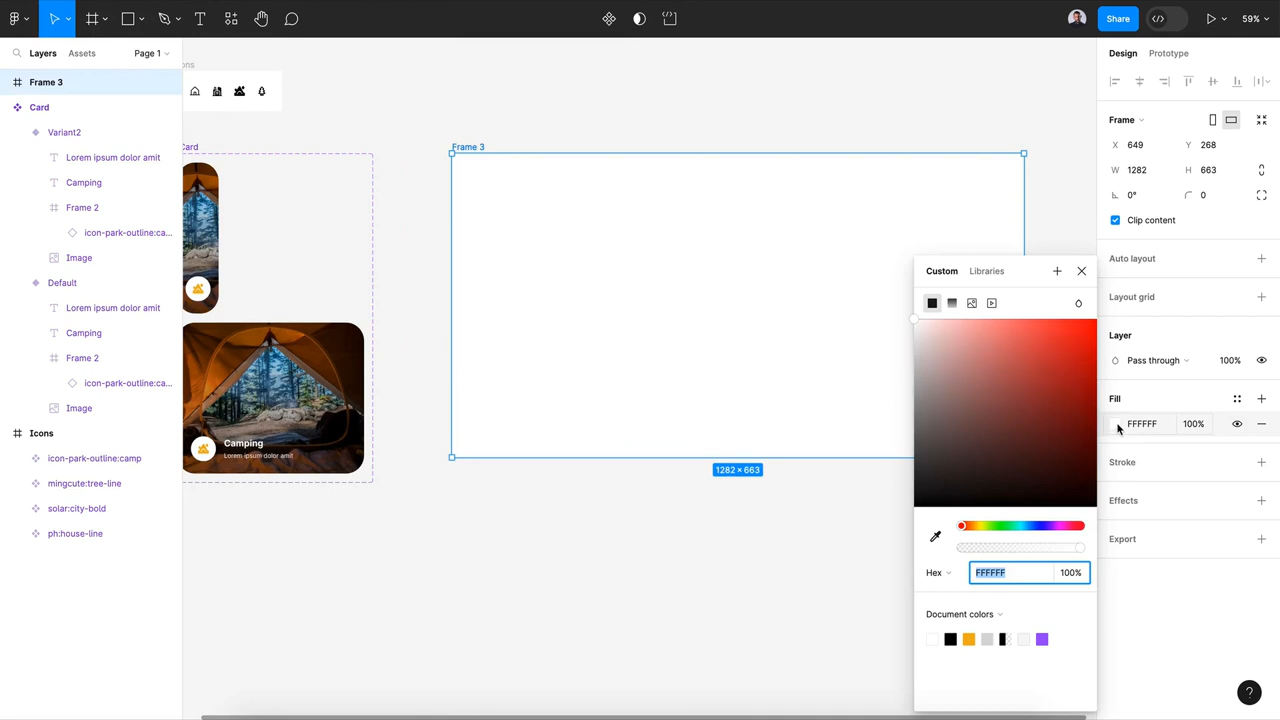 Share
59%
Layers
Assets
Page 1
Frame 3
Card
Variant2
Lorem ipsum dolor amit
Camping
Frame 2
icon-park-outline:ca...
Image
Default
Lorem ipsum dolor amit
Camping
Frame 2
icon-park-outline:ca...
Image
Icons
icon-park-outline:camp
mingcute:tree-line
solar:city-bold
ph:house-line
ons
Card
Camping
Lorem ipsum dolor amit
Frame 3
1282 × 663
Custom
Libraries
Hex
FFFFFF
100%
Document colors
Design
Prototype
Frame
X 649
Y 268
W 1282
H 663
0°
0
Clip content
Auto layout
Layout grid
Layer
Pass through
100%
Fill
FFFFFF
100%
Stroke
Effects
Export
?